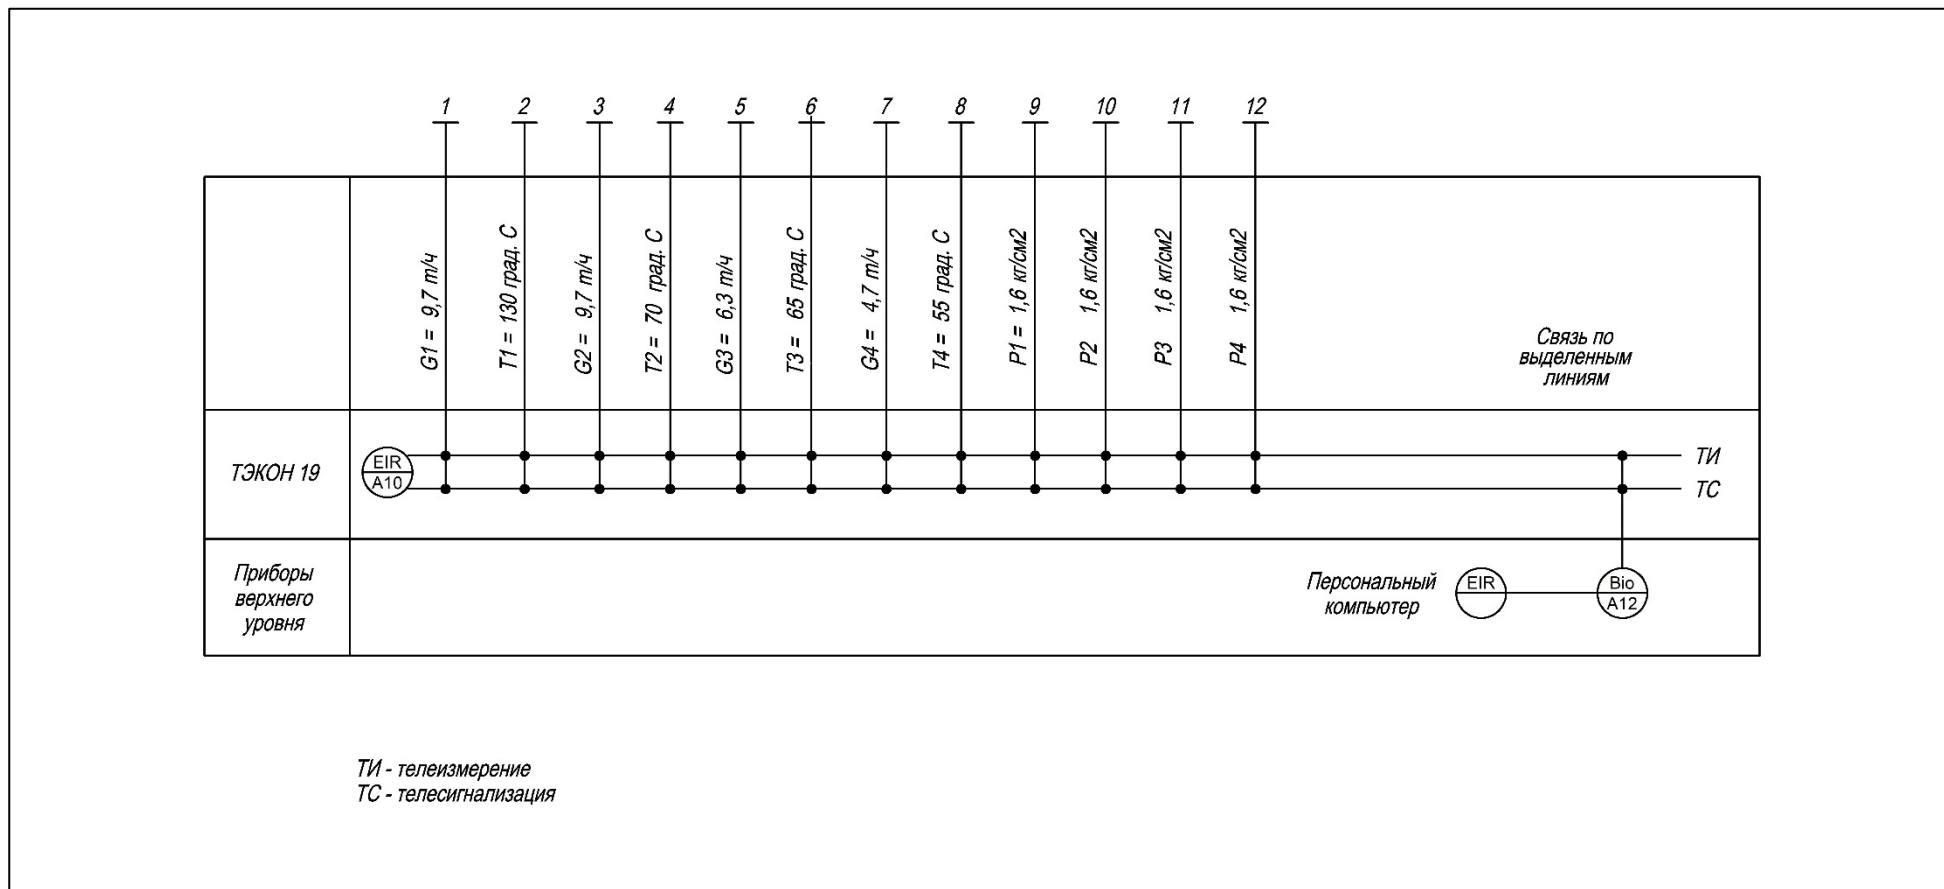 1 2 3 4 5 6 7 8 9 10 11 12
G1 = 9,7 т/ч
T1 = 130 град. С
G2 = 9,7 т/ч
T2 = 70 град. С
G3 = 6,3 т/ч
T3 = 65 град. С
G4 = 4,7 т/ч
T4 = 55 град. С
P1 = 1,6 кг/см2
P2 1,6 кг/см2
P3 1,6 кг/см2
P4 1,6 кг/см2
Связь по
выделенным
линиям
ТЭКОН 19
EIR
A10
ТИ
ТС
Приборы
верхнего
уровня
Персональный
компьютер
EIR
Bio
A12
ТИ - телеизмерение
ТС - телесигнализация